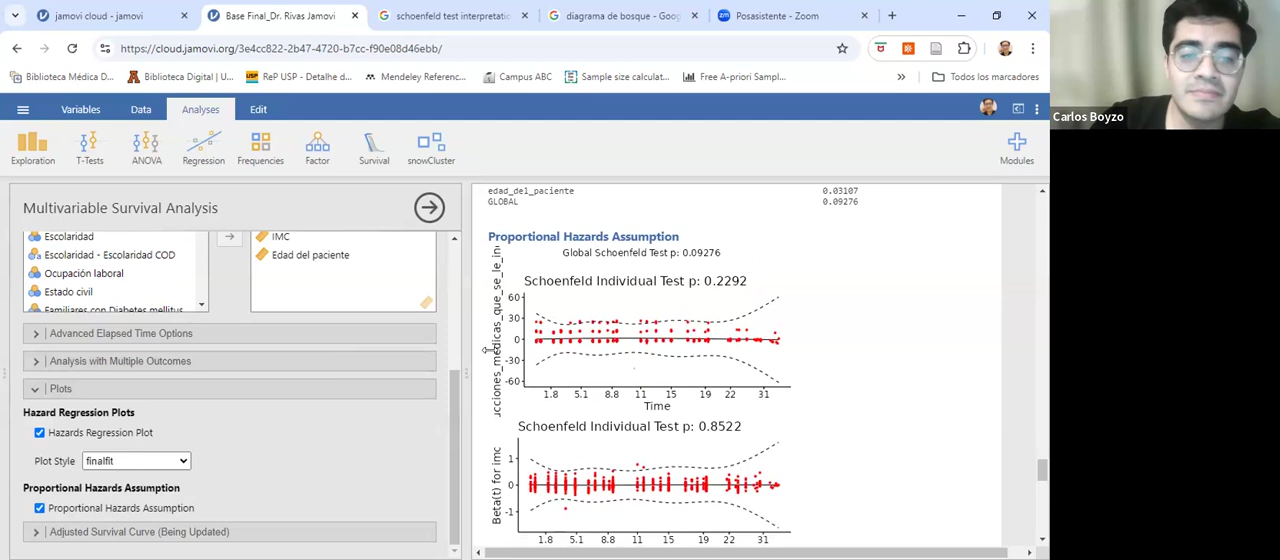 jamovi cloud - jamovi
Base Final_Dr. Rivas Jamovi
schoenfeld test interpretatio
diagrama de bosque - Goog
Posasistente - Zoom
https://cloud.jamovi.org/3e4cc822-2b47-4720-b7cc-f90e08d46ebb/
Biblioteca Médica D...
Biblioteca Digital | U...
ReP USP - Detalhe d...
Mendeley Referenc...
Campus ABC
Sample size calculat...
Free A-priori Sampl...
Todos los marcadores
Variables
Data
Analyses
Edit
Exploration
T-Tests
ANOVA
Regression
Frequencies
Factor
Survival
snowCluster
Modules
Multivariable Survival Analysis
Escolaridad
Escolaridad - Escolaridad COD
Ocupación laboral
Estado civil
Familiares con Diabetes mellitus
IMC
Edad del paciente
Advanced Elapsed Time Options
Analysis with Multiple Outcomes
Plots
Hazard Regression Plots
Hazards Regression Plot
Plot Style
finalfit
Proportional Hazards Assumption
Proportional Hazards Assumption
Adjusted Survival Curve (Being Updated)
edad_del_paciente 0.03107
GLOBAL 0.09276
Proportional Hazards Assumption
Global Schoenfeld Test p: 0.09276
Schoenfeld Individual Test p: 0.2292
ucciones_medicas_que_se_le_in
60
30
0
-30
-60
1.8 5.1 8.8 11 15 19 22 31
Time
Schoenfeld Individual Test p: 0.8522
Beta(t) for imc
1
0
-1
1.8 5.1 8.8 11 15 19 22 31
Carlos Boyzo